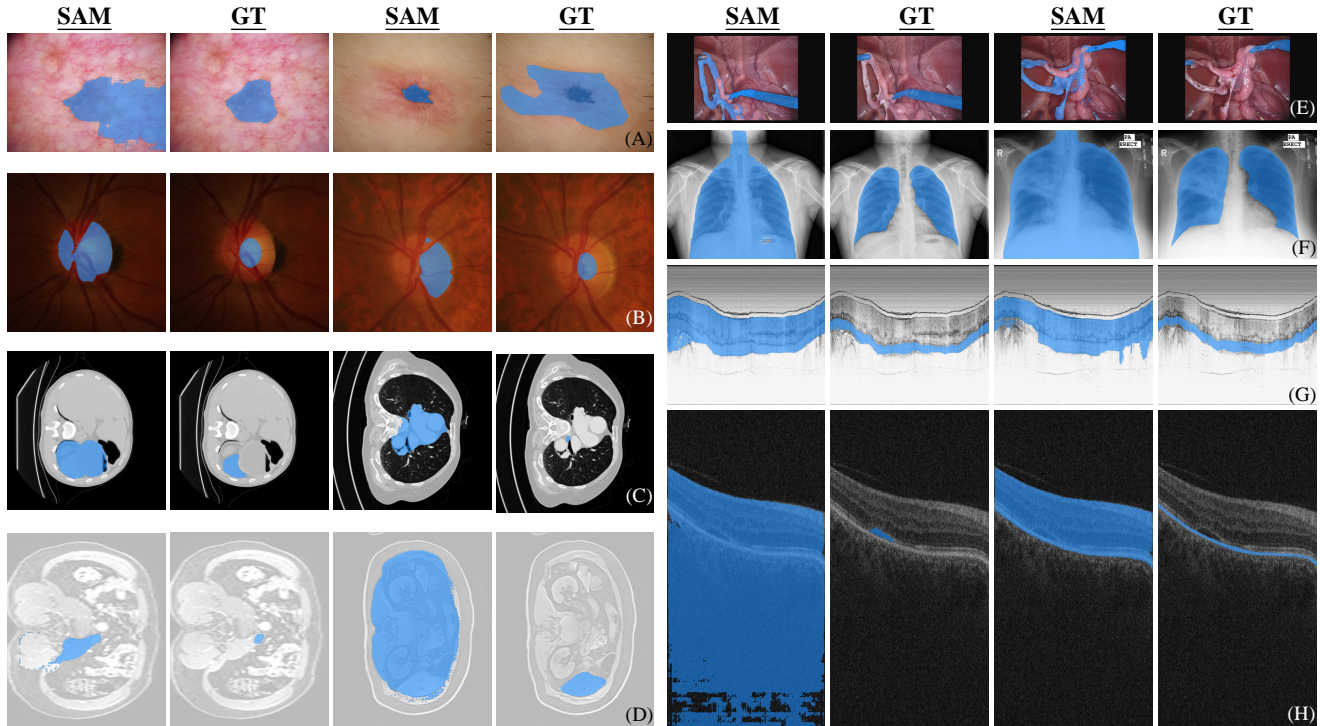 SAM GT SAM GT SAM GT SAM GT
(A)
(B)
(C)
(D)
(E)
PA
ERECT
R
PA
ERECT
R
(F)
(G)
(H)